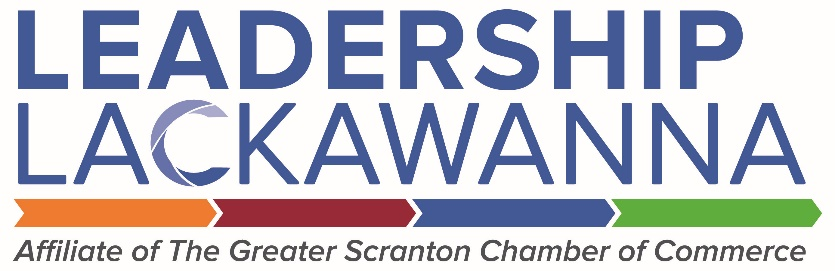 LEADERSHIP
LACKAWANNA
Affiliate of The Greater Scranton Chamber of Commerce